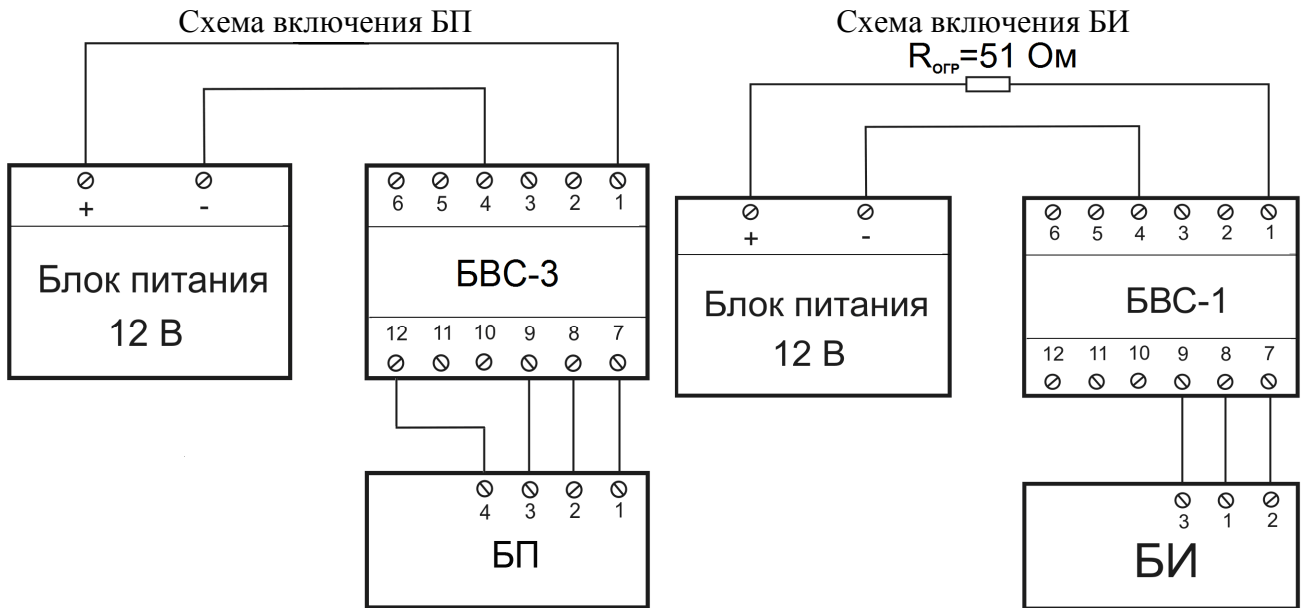 Схема включения БП
+ -
Блок питания
12 В
6 5 4 3 2 1
БВС-3
12 11 10 9 8 7
4 3 2 1
БП
Схема включения БИ
Rогр=51 Ом
+ -
Блок питания
12 В
6 5 4 3 2 1
БВС-1
12 11 10 9 8 7
3 1 2
БИ